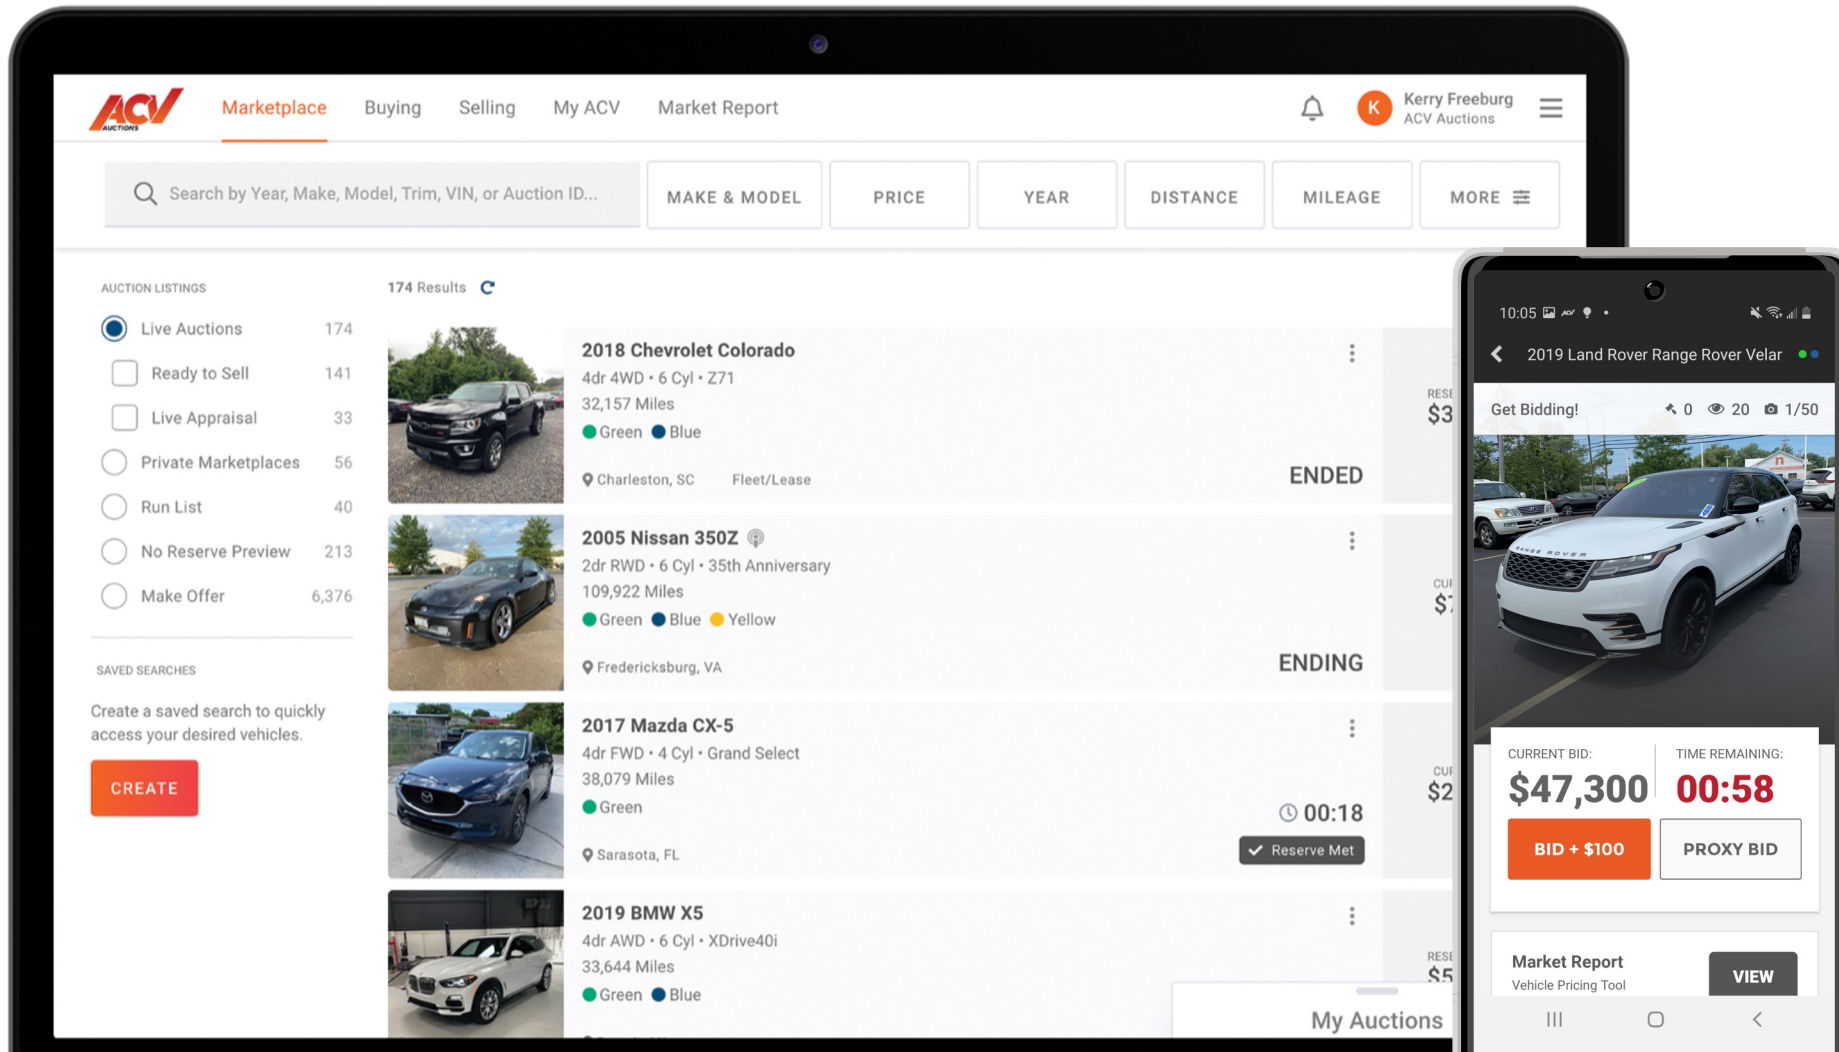 ACV
AUCTIONS
Marketplace
Buying
Selling
My ACV
Market Report
K
Kerry Freeburg
ACV Auctions
Search by Year, Make, Model, Trim, VIN, or Auction ID...
MAKE & MODEL
PRICE
YEAR
DISTANCE
MILEAGE
MORE
AUCTION LISTINGS
Live Auctions 174
Ready to Sell 141
Live Appraisal 33
Private Marketplaces 56
Run List 40
No Reserve Preview 213
Make Offer 6,376
SAVED SEARCHES
Create a saved search to quickly
access your desired vehicles.
CREATE
174 Results
2018 Chevrolet Colorado
4dr 4WD • 6 Cyl • Z71
32,157 Miles
Green Blue
Charleston, SC Fleet/Lease
ENDED
2005 Nissan 350Z
2dr RWD • 6 Cyl • 35th Anniversary
109,922 Miles
Green Blue Yellow
Fredericksburg, VA
ENDING
2017 Mazda CX-5
4dr FWD • 4 Cyl • Grand Select
38,079 Miles
Green
Sarasota, FL
00:18
Reserve Met
2019 BMW X5
4dr AWD • 6 Cyl • XDrive40i
33,644 Miles
Green Blue
My Auctions
10:05
2019 Land Rover Range Rover Velar
Get Bidding! 0 20 1/50
RANGE ROVER
CURRENT BID:
$47,300
TIME REMAINING:
00:58
BID + $100
PROXY BID
Market Report
Vehicle Pricing Tool
VIEW